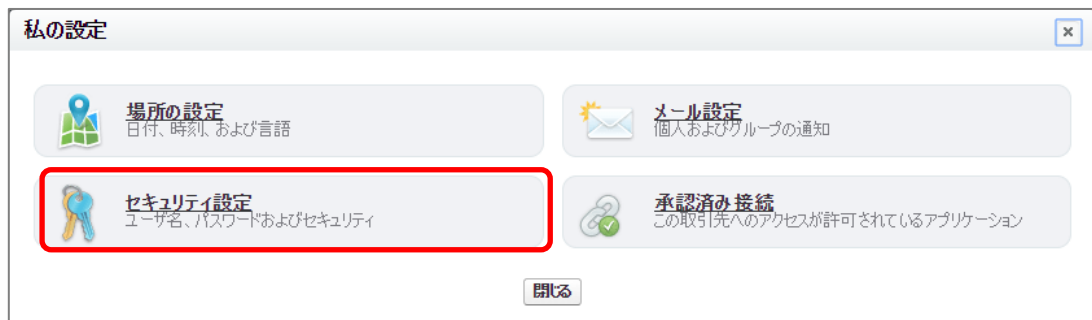 私の設定
場所の設定
日付、時刻、および言語
メール設定
個人およびグループの通知
セキュリティ設定
ユーザ名、パスワードおよびセキュリティ
承認済み接続
この取引先へのアクセスが許可されているアプリケーション
閉じる